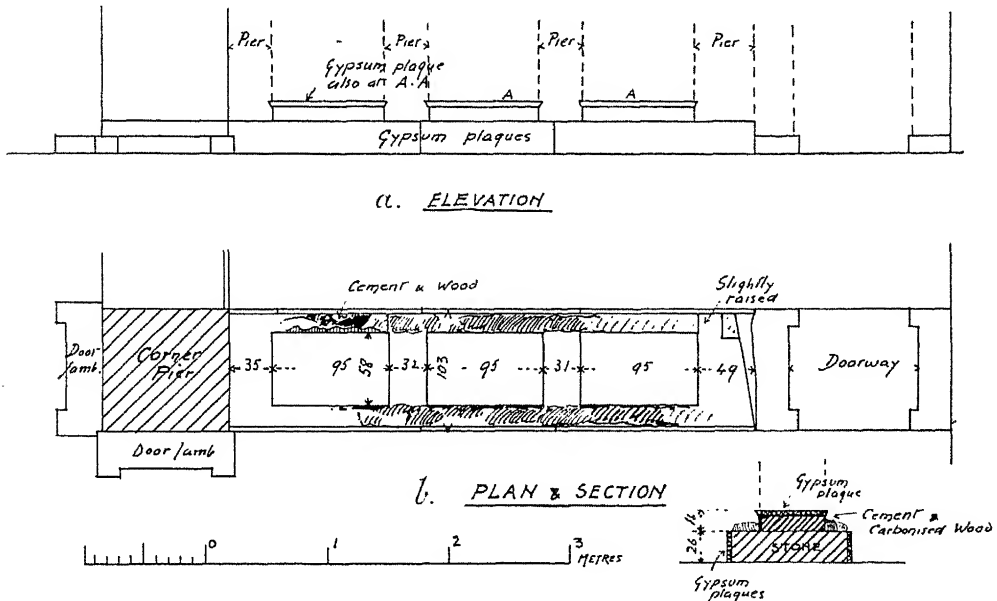 Pier Pier Pier Pier
Gypsum plaque
also at A.A
A A
Gypsum plaques
a. ELEVATION
Cement & Wood
Slightly
raised
Door
Jamb.
Corner
Pier
35 95 58 32 103 95 31 95 49
Doorway
Door Jamb
b. PLAN & SECTION
Gypsum
plaque
Cement &
Carbonised Wood
16
26
STONE
Gypsum
plaques
0 1 2 3 METRES